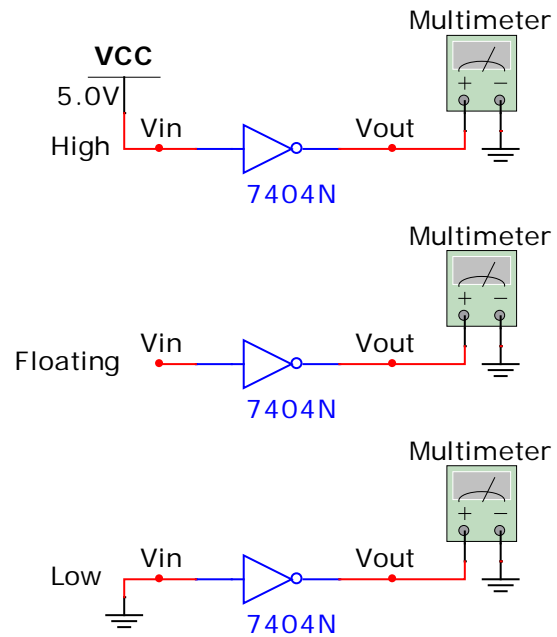 Multimeter
VCC
5.0V
+ −
High
Vin
Vout
7404N
Multimeter
+ −
Floating
Vin
Vout
7404N
Multimeter
+ −
Low
Vin
Vout
7404N